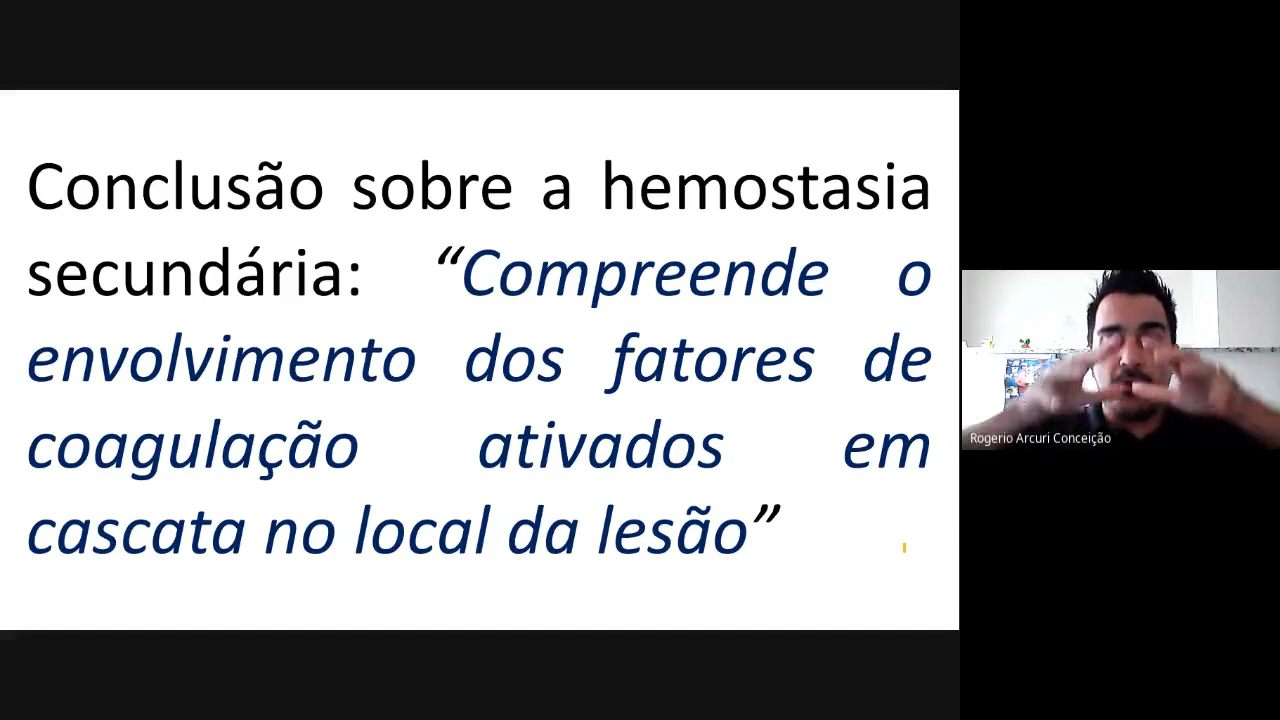 Conclusão sobre a hemostasia
secundária: “Compreende o
envolvimento dos fatores de
coagulação ativados em
cascata no local da lesão”
Rogerio Arcuri Conceição